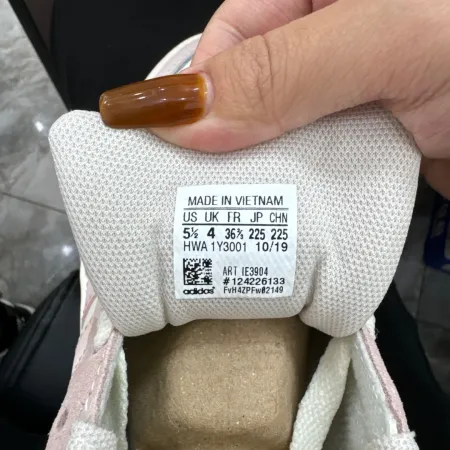 MADE IN VIETNAM
US UK FR JP CHN
5½ 4 36⅔ 225 225
HWA 1Y3001 10/19
ART IE3904
#124226133
adidas FvH4ZPFw02149